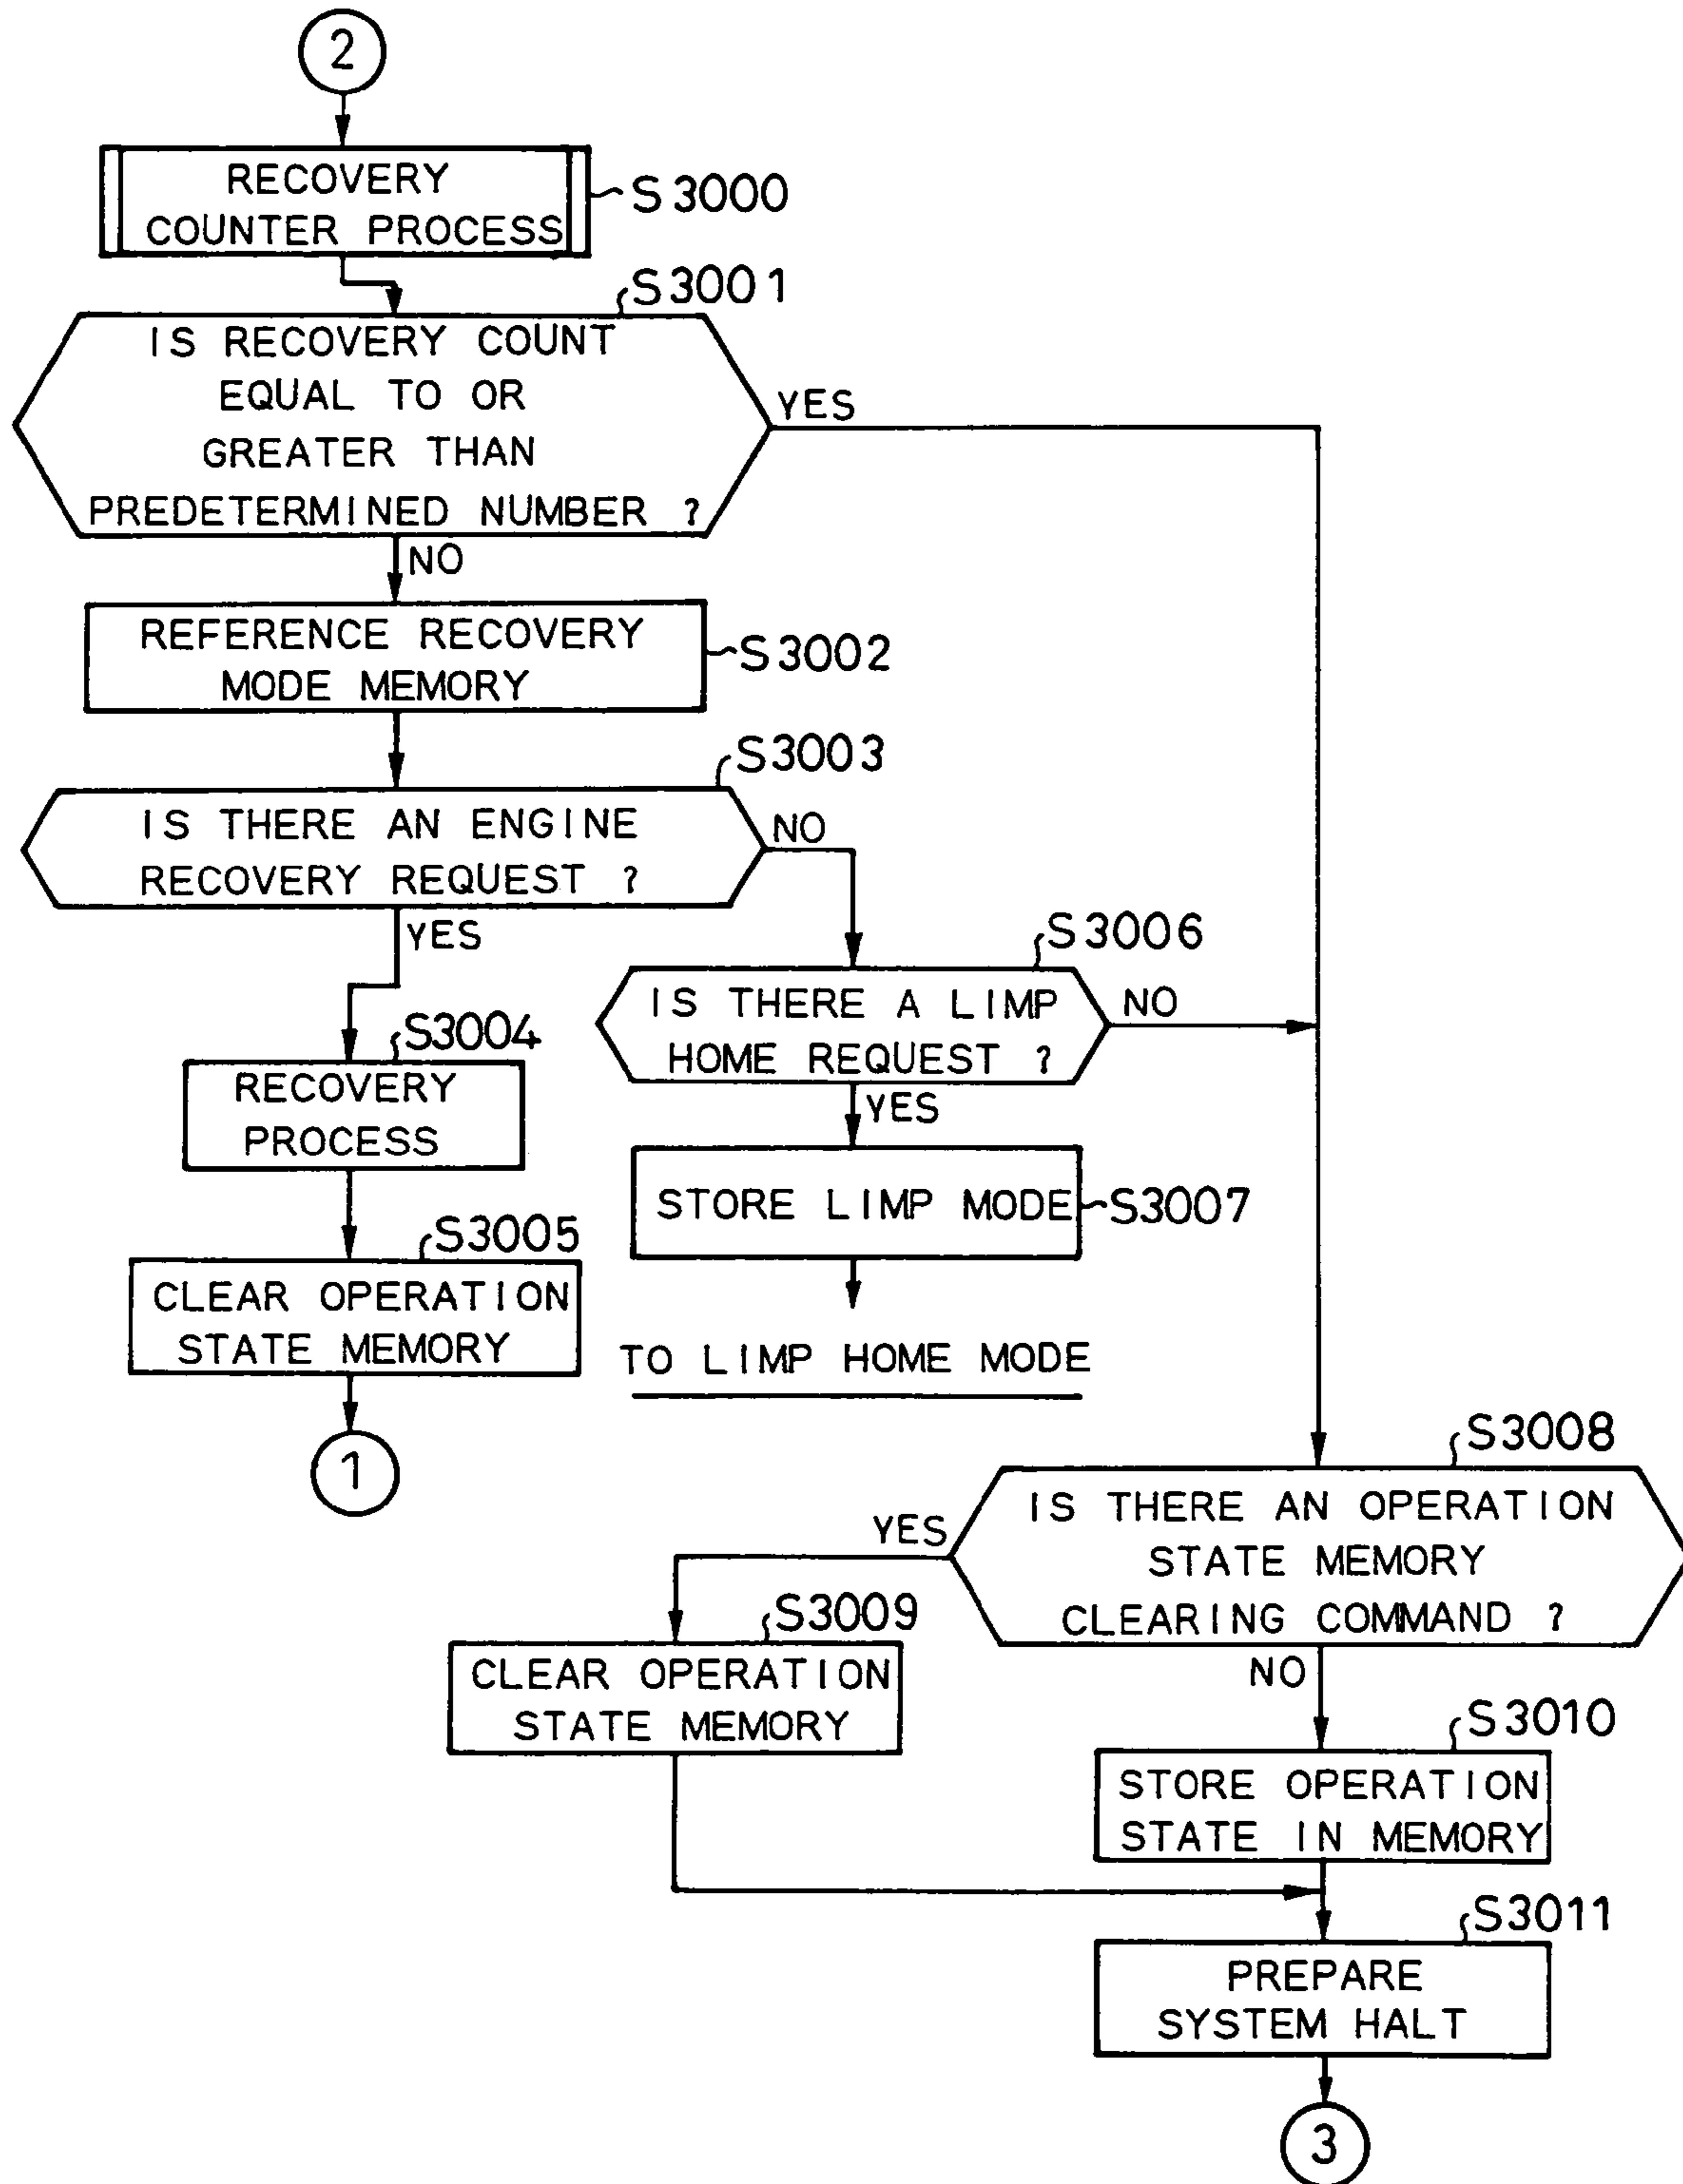 2
RECOVERY
COUNTER PROCESS
S3000
S3001
IS RECOVERY COUNT
EQUAL TO OR
GREATER THAN
PREDETERMINED NUMBER ?
YES
NO
REFERENCE RECOVERY
MODE MEMORY
S3002
S3003
IS THERE AN ENGINE
RECOVERY REQUEST ?
NO
YES
S3006
IS THERE A LIMP
HOME REQUEST ?
NO
YES
S3004
RECOVERY
PROCESS
STORE LIMP MODE
S3007
S3005
CLEAR OPERATION
STATE MEMORY
TO LIMP HOME MODE
1
S3008
IS THERE AN OPERATION
STATE MEMORY
CLEARING COMMAND ?
YES
NO
S3009
CLEAR OPERATION
STATE MEMORY
S3010
STORE OPERATION
STATE IN MEMORY
S3011
PREPARE
SYSTEM HALT
3